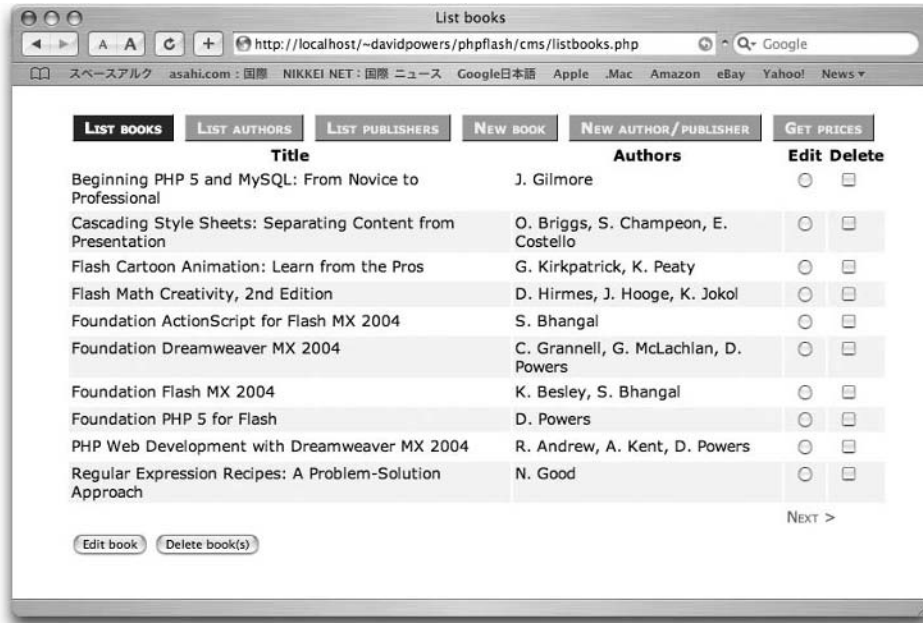 List books
A A + http://localhost/~davidpowers/phpflash/cms/listbooks.php Google
スペースアルク asahi.com：国際 NIKKEI NET：国際 ニュース Google日本語 Apple .Mac Amazon eBay Yahoo! News
LIST BOOKS LIST AUTHORS LIST PUBLISHERS NEW BOOK NEW AUTHOR/PUBLISHER GET PRICES
Title Authors Edit Delete
Beginning PHP 5 and MySQL: From Novice to Professional J. Gilmore
Cascading Style Sheets: Separating Content from Presentation O. Briggs, S. Champeon, E. Costello
Flash Cartoon Animation: Learn from the Pros G. Kirkpatrick, K. Peaty
Flash Math Creativity, 2nd Edition D. Hirmes, J. Hooge, K. Jokol
Foundation ActionScript for Flash MX 2004 S. Bhangal
Foundation Dreamweaver MX 2004 C. Grannell, G. McLachlan, D. Powers
Foundation Flash MX 2004 K. Besley, S. Bhangal
Foundation PHP 5 for Flash D. Powers
PHP Web Development with Dreamweaver MX 2004 R. Andrew, A. Kent, D. Powers
Regular Expression Recipes: A Problem-Solution Approach N. Good
NEXT >
Edit book Delete book(s)